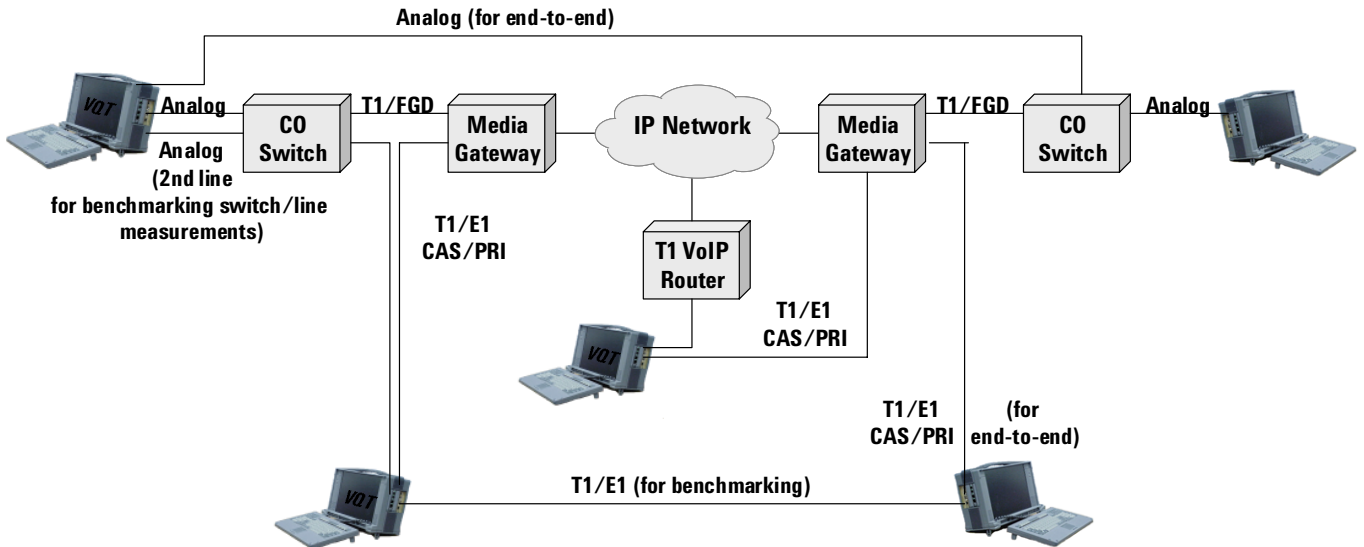 Analog (for end-to-end)
VQT
Analog
T1/FGD
T1/FGD
Analog
CO
Switch
Media
Gateway
IP Network
Media
Gateway
CO
Switch
Analog
(2nd line
for benchmarking switch/line
measurements)
T1/E1
CAS/PRI
T1 VoIP
Router
T1/E1
CAS/PRI
VQT
T1/E1
CAS/PRI
(for
end-to-end)
VQT
T1/E1 (for benchmarking)